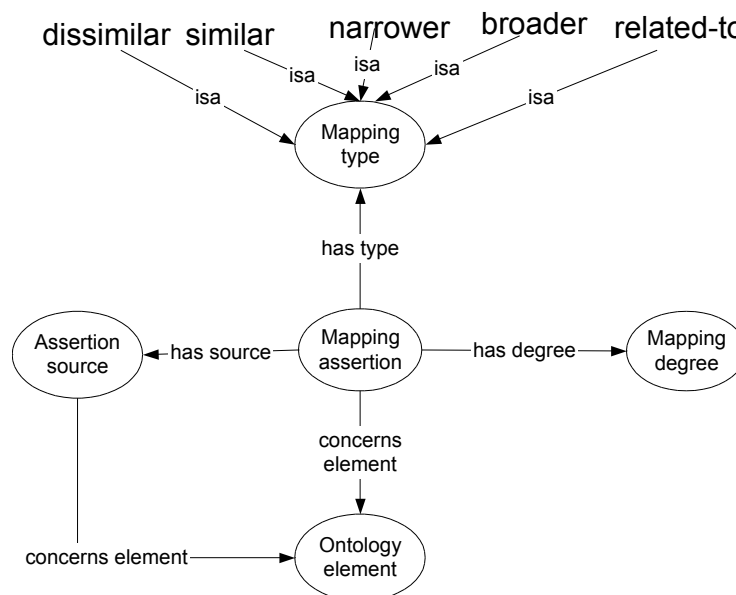 dissimilar similar narrower broader related-to
isa
isa
isa
isa
isa
Mapping
type
has type
Assertion
source
has source
Mapping
assertion
has degree
Mapping
degree
concerns
element
concerns element
Ontology
element